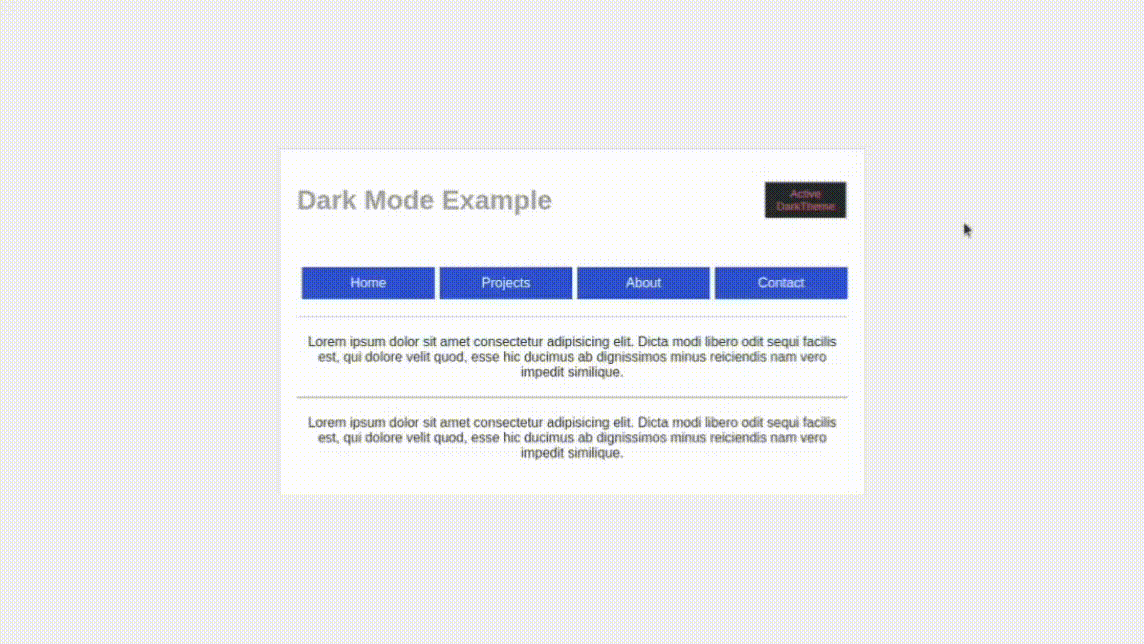 Dark Mode Example
Active
DarkTheme
Home Projects About Contact
Lorem ipsum dolor sit amet consectetur adipisicing elit. Dicta modi libero odit sequi facilis
est, qui dolore velit quod, esse hic ducimus ab dignissimos minus reiciendis nam vero
impedit similique.
Lorem ipsum dolor sit amet consectetur adipisicing elit. Dicta modi libero odit sequi facilis
est, qui dolore velit quod, esse hic ducimus ab dignissimos minus reiciendis nam vero
impedit similique.